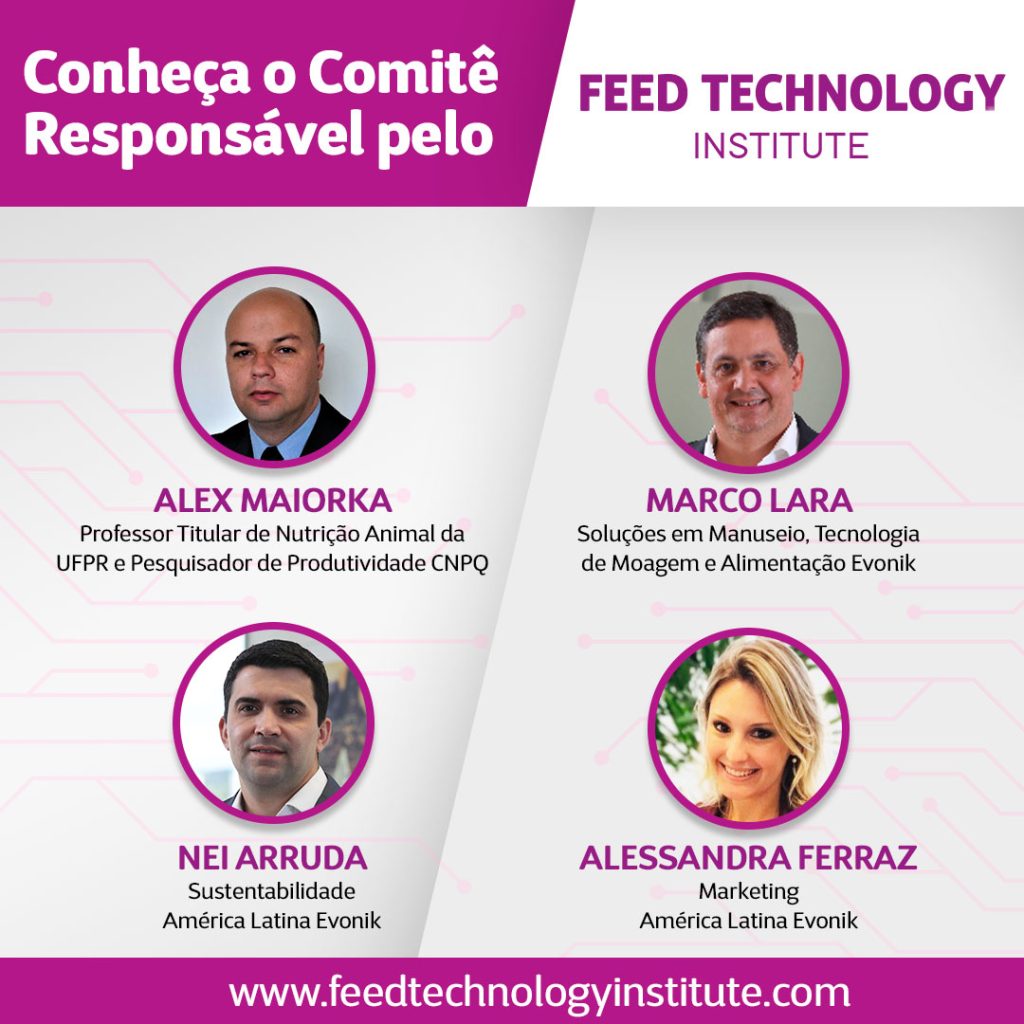 Conheça o Comitê
Responsável pelo
FEED TECHNOLOGY
INSTITUTE
ALEX MAIORKA
Professor Titular de Nutrição Animal da
UFPR e Pesquisador de Produtividade CNPQ
MARCO LARA
Soluções em Manuseio, Tecnologia
de Moagem e Alimentação Evonik
NEI ARRUDA
Sustentabilidade
América Latina Evonik
ALESSANDRA FERRAZ
Marketing
América Latina Evonik
www.feedtechnologyinstitute.com